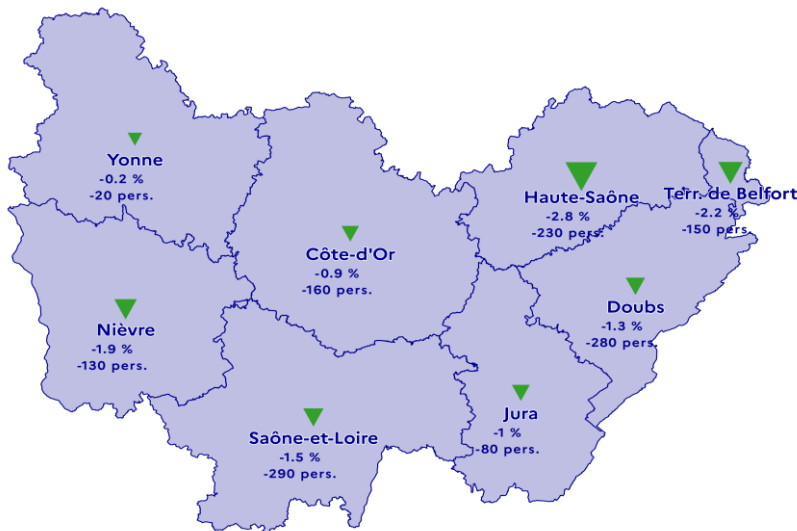 Yonne
-0.2 %
-20 pers.
Haute-Saône
-2.8 %
-230 pers.
Terr. de Belfort
-2.2 %
-150 pers.
Côte-d'Or
-0.9 %
-160 pers.
Doubs
-1.3 %
-280 pers.
Nièvre
-1.9 %
-130 pers.
Jura
-1 %
-80 pers.
Saône-et-Loire
-1.5 %
-290 pers.